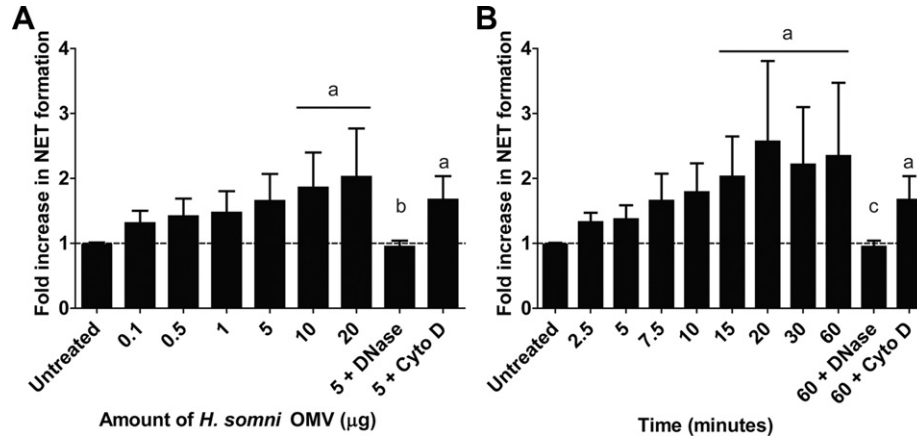 A
Fold increase in NET formation
4
3
2
1
0
a
b
a
Untreated
0.1
0.5
1
5
10
20
5 + DNase
5 + Cyto D
Amount of H. somni OMV (μg)
B
Fold increase in NET formation
4
3
2
1
0
a
c
a
Untreated
2.5
5
7.5
10
15
20
30
60
60 + DNase
60 + Cyto D
Time (minutes)